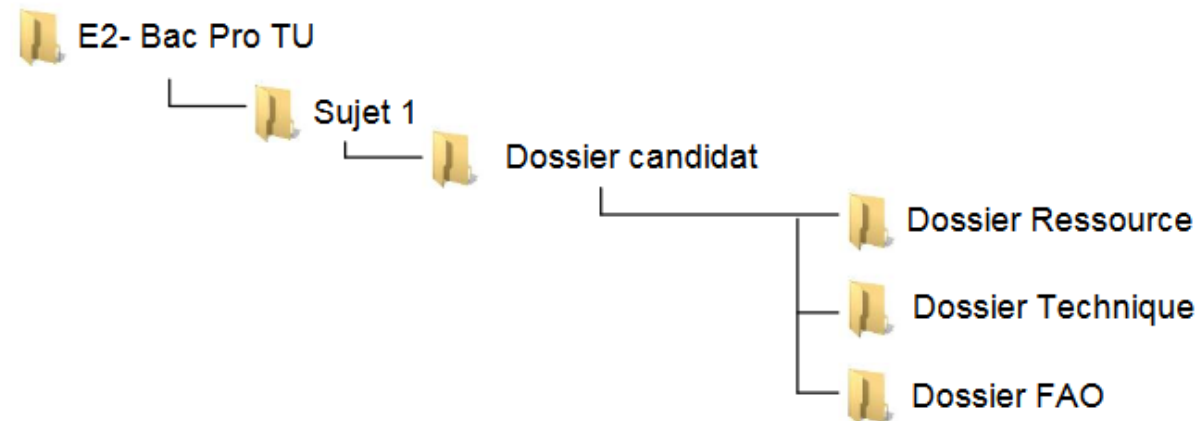 E2- Bac Pro TU
Sujet 1
Dossier candidat
Dossier Ressource
Dossier Technique
Dossier FAO